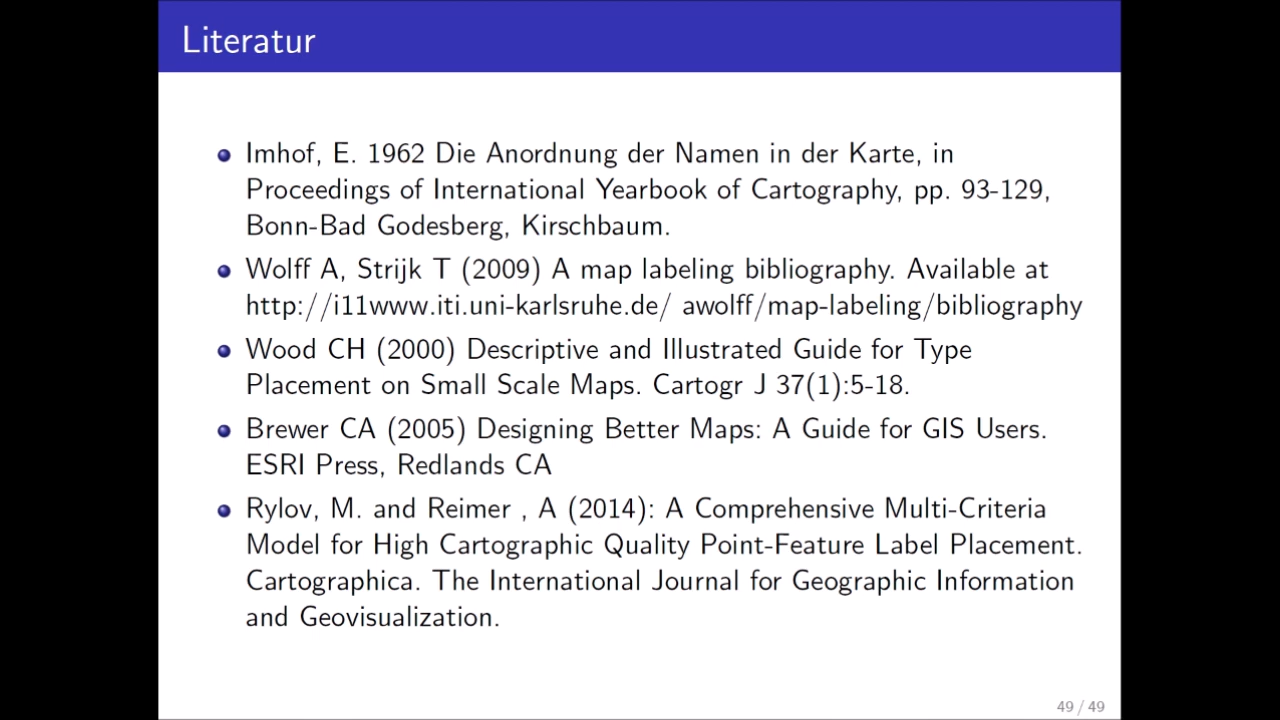 Literatur
Imhof, E. 1962 Die Anordnung der Namen in der Karte, in
Proceedings of International Yearbook of Cartography, pp. 93-129,
Bonn-Bad Godesberg, Kirschbaum.
Wolff A, Strijk T (2009) A map labeling bibliography. Available at
http://i11www.iti.uni-karlsruhe.de/ awolff/map-labeling/bibliography
Wood CH (2000) Descriptive and Illustrated Guide for Type
Placement on Small Scale Maps. Cartogr J 37(1):5-18.
Brewer CA (2005) Designing Better Maps: A Guide for GIS Users.
ESRI Press, Redlands CA
Rylov, M. and Reimer , A (2014): A Comprehensive Multi-Criteria
Model for High Cartographic Quality Point-Feature Label Placement.
Cartographica. The International Journal for Geographic Information
and Geovisualization.
49 / 49